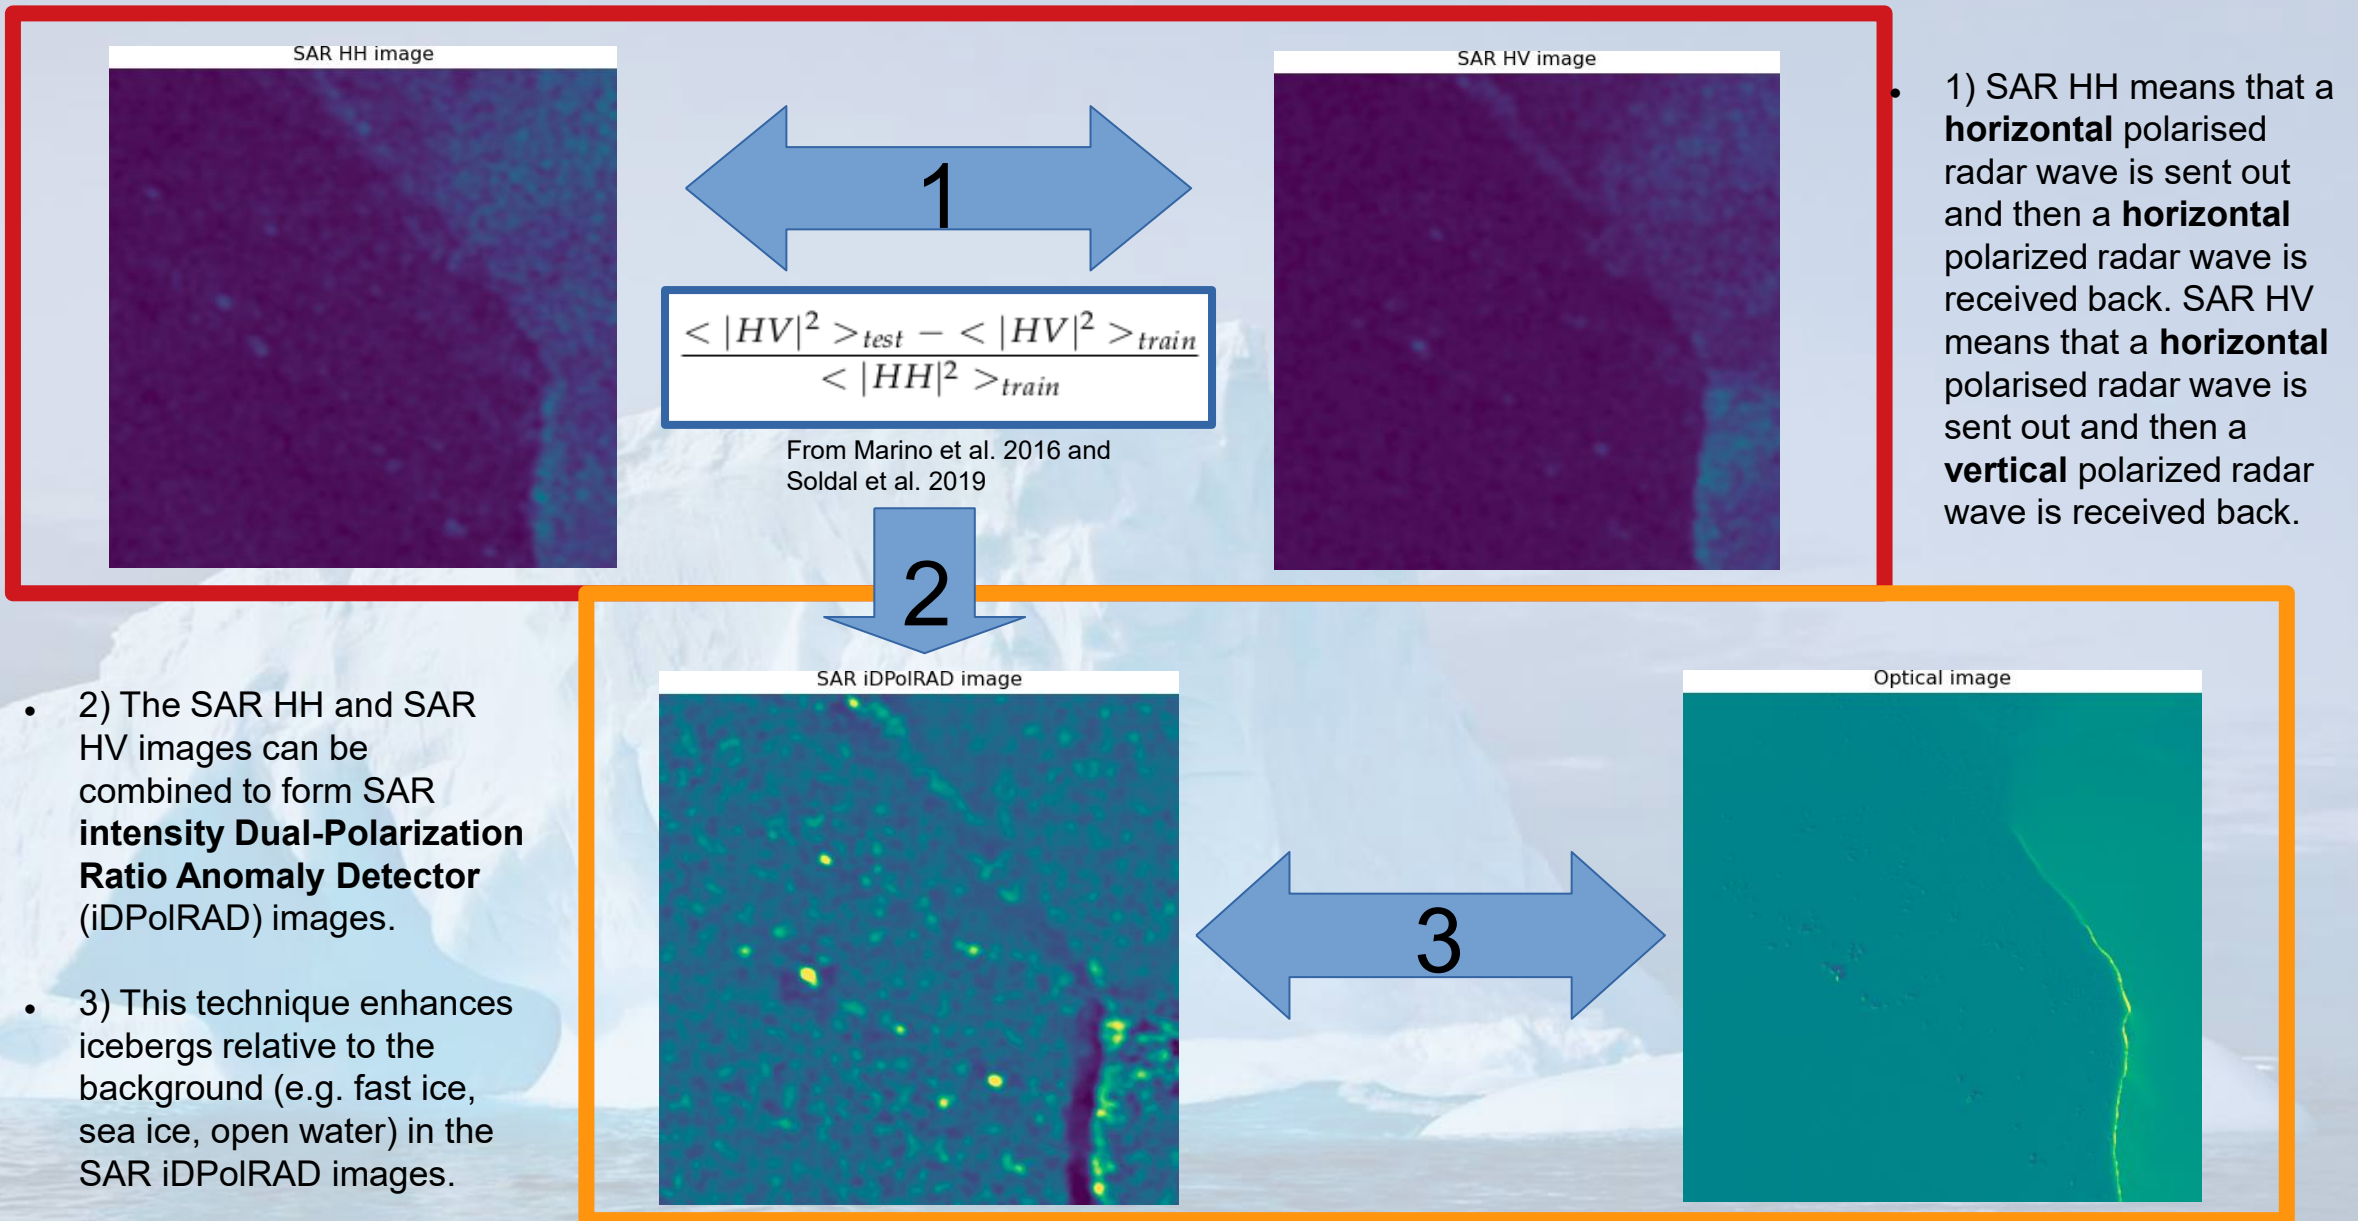 SAR HH image
SAR HV image
1
< |HV|² >test − < |HV|² >train
< |HH|² >train
From Marino et al. 2016 and
Soldal et al. 2019
• 1) SAR HH means that a
horizontal polarised
radar wave is sent out
and then a horizontal
polarized radar wave is
received back. SAR HV
means that a horizontal
polarised radar wave is
sent out and then a
vertical polarized radar
wave is received back.
2
• 2) The SAR HH and SAR
HV images can be
combined to form SAR
intensity Dual-Polarization
Ratio Anomaly Detector
(iDPolRAD) images.
• 3) This technique enhances
icebergs relative to the
background (e.g. fast ice,
sea ice, open water) in the
SAR iDPolRAD images.
SAR iDPolRAD image
3
Optical image